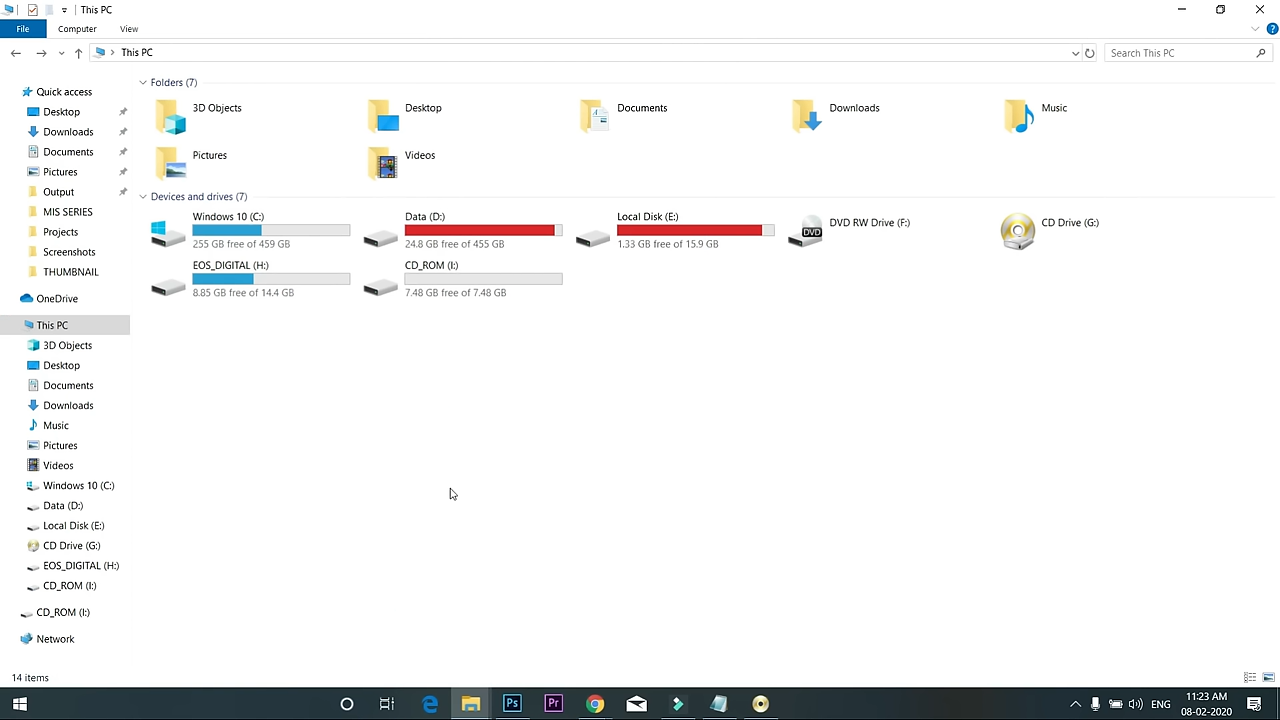 This PC
File Computer View
This PC
Search This PC
Quick access
Desktop
Downloads
Documents
Pictures
Output
MIS SERIES
Projects
Screenshots
THUMBNAIL
OneDrive
This PC
3D Objects
Desktop
Documents
Downloads
Music
Pictures
Videos
Windows 10 (C:)
Data (D:)
Local Disk (E:)
CD Drive (G:)
EOS_DIGITAL (H:)
CD_ROM (I:)
CD_ROM (I:)
Network
Folders (7)
3D Objects
Desktop
Documents
Downloads
Music
Pictures
Videos
Devices and drives (7)
Windows 10 (C:)
255 GB free of 459 GB
Data (D:)
24.8 GB free of 455 GB
Local Disk (E:)
1.33 GB free of 15.9 GB
DVD
DVD RW Drive (F:)
CD Drive (G:)
EOS_DIGITAL (H:)
8.85 GB free of 14.4 GB
CD_ROM (I:)
7.48 GB free of 7.48 GB
14 items
Ps
Pr
ENG
11:23 AM
08-02-2020